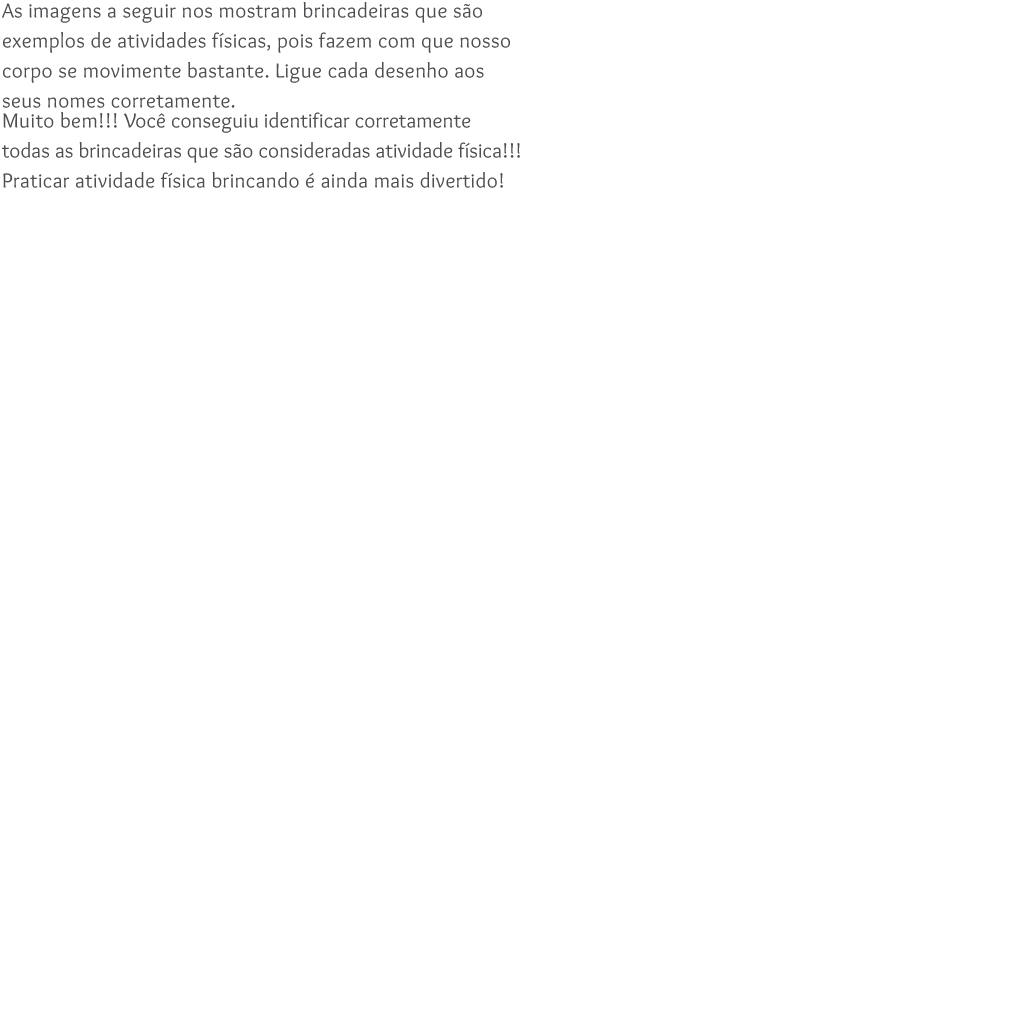 As imagens a seguir nos mostram brincadeiras que são
exemplos de atividades físicas, pois fazem com que nosso
corpo se movimente bastante. Ligue cada desenho aos
seus nomes corretamente.
Muito bem!!! Você conseguiu identificar corretamente
todas as brincadeiras que são consideradas atividade física!!!
Praticar atividade física brincando é ainda mais divertido!